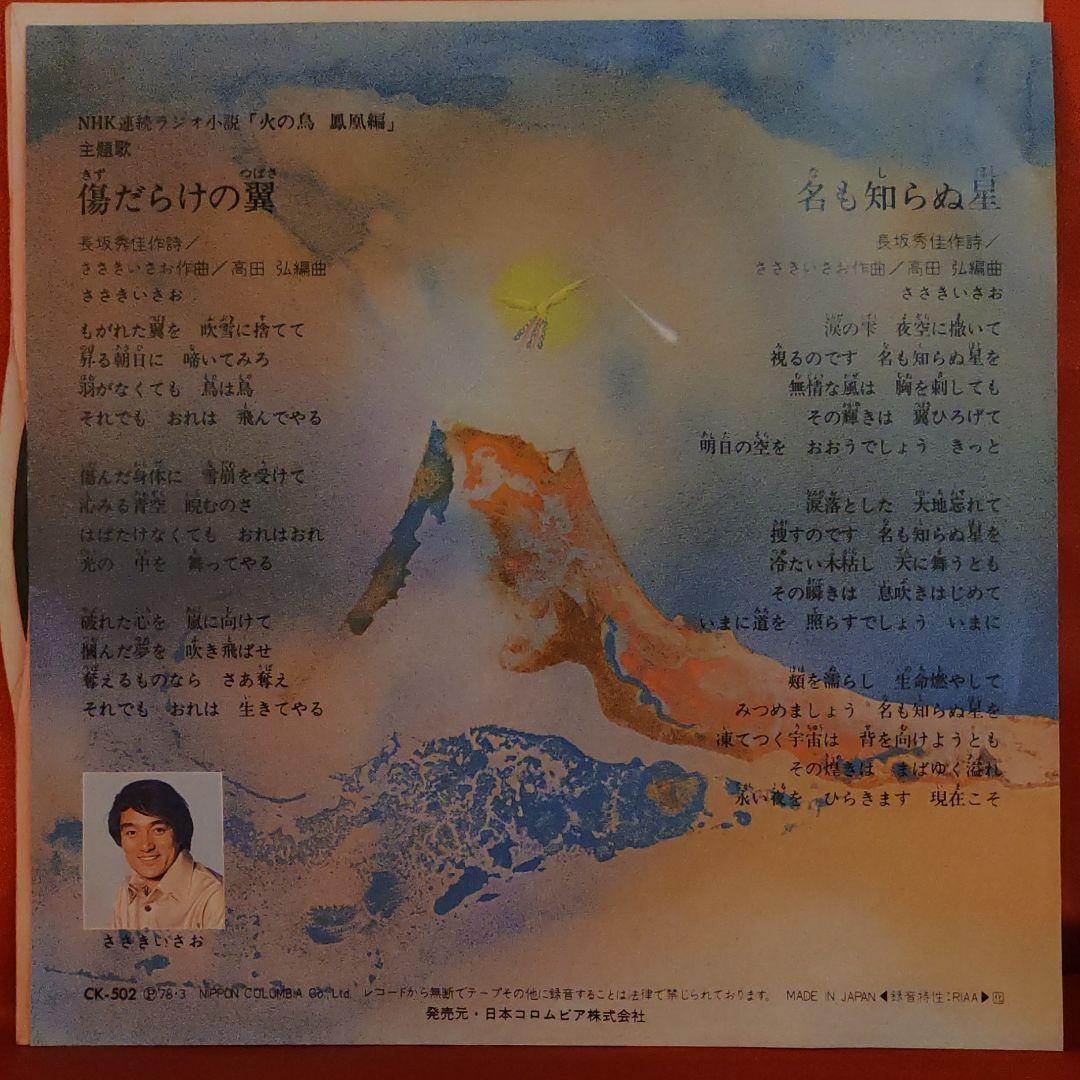 NHK連続ラジオ小説「火の鳥 鳳凰編」
主題歌
傷だらけの翼
長坂秀佳作詩/
ささきいさお作曲/高田 弘編曲
ささきいさお
もがれた翼を 吹雪に捨てて
昇る朝日に 啼いてみろ
羽がなくても 鳥は鳥
それでも おれは 飛んでやる
傷んだ身体に 雪崩を受けて
沁みる青空 睨むのさ
はばたけなくても おれはおれ
光の 中を 舞ってやる
破れた心を 嵐に向けて
掴んだ夢を 吹き飛ばせ
奪えるものなら さあ奪え
それでも おれは 生きてやる
ささきいさお
名も知らぬ星
長坂秀佳作詩/
ささきいさお作曲/高田 弘編曲
ささきいさお
涙の雫 夜空に撒いて
視るのです 名も知らぬ星を
無情な風は 胸を刺しても
その輝きは 翼ひろげて
明日の空を おおうでしょう きっと
涙落とした 大地忘れて
捜すのです 名も知らぬ星を
冷たい木枯し 天に舞うとも
その瞬きは 息吹きはじめて
いまに道を 照らすでしょう いまに
頬を濡らし 生命燃やして
みつめましょう 名も知らぬ星を
凍てつく宇宙は 背を向けようとも
その煌きは まばゆく溢れ
永い夜を ひらきます 現在こそ
CK-502 Ⓟ'78・3 NIPPON COLUMBIA Co., Ltd. レコードから無断でテープその他に録音することは法律で禁じられております。 MADE IN JAPAN ◀録音特性:RIAA▶
発売元・日本コロムビア株式会社